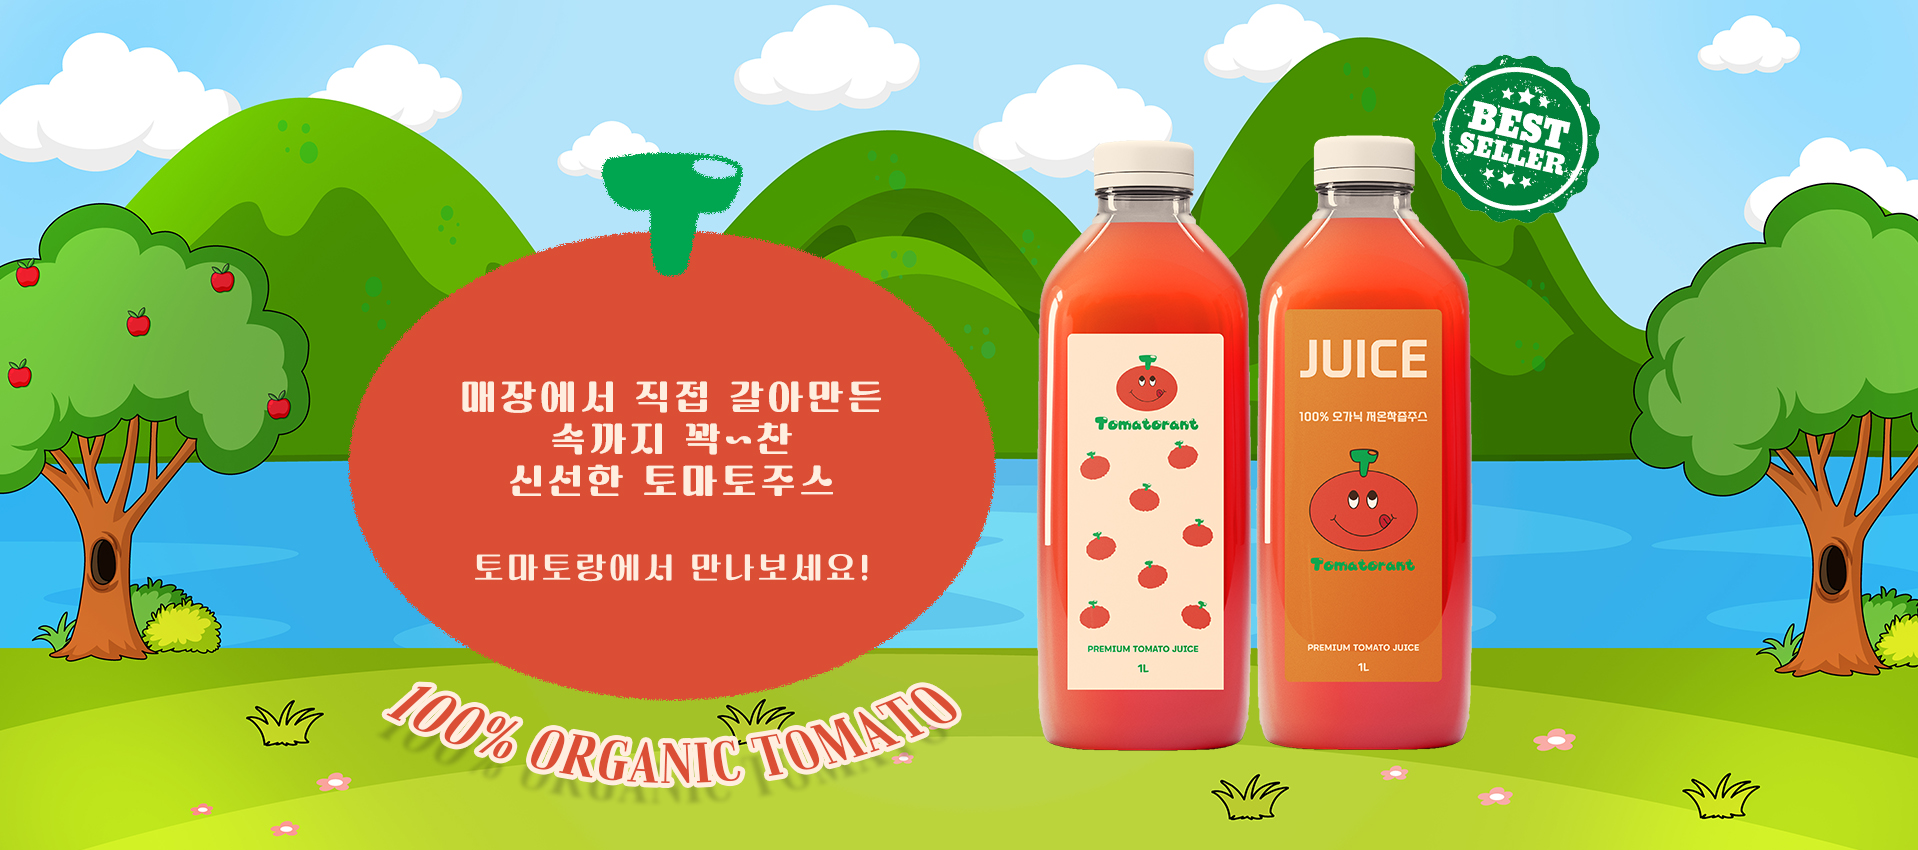 매장에서 직접 갈아만든
속까지 꽉~찬
신선한 토마토주스
토마토랑에서 만나보세요!
100% ORGANIC TOMATO
Tomatorant
PREMIUM TOMATO JUICE
1L
JUICE
100% 오가닉 저온착즙주스
Tomatorant
PREMIUM TOMATO JUICE
1L
BEST
SELLER